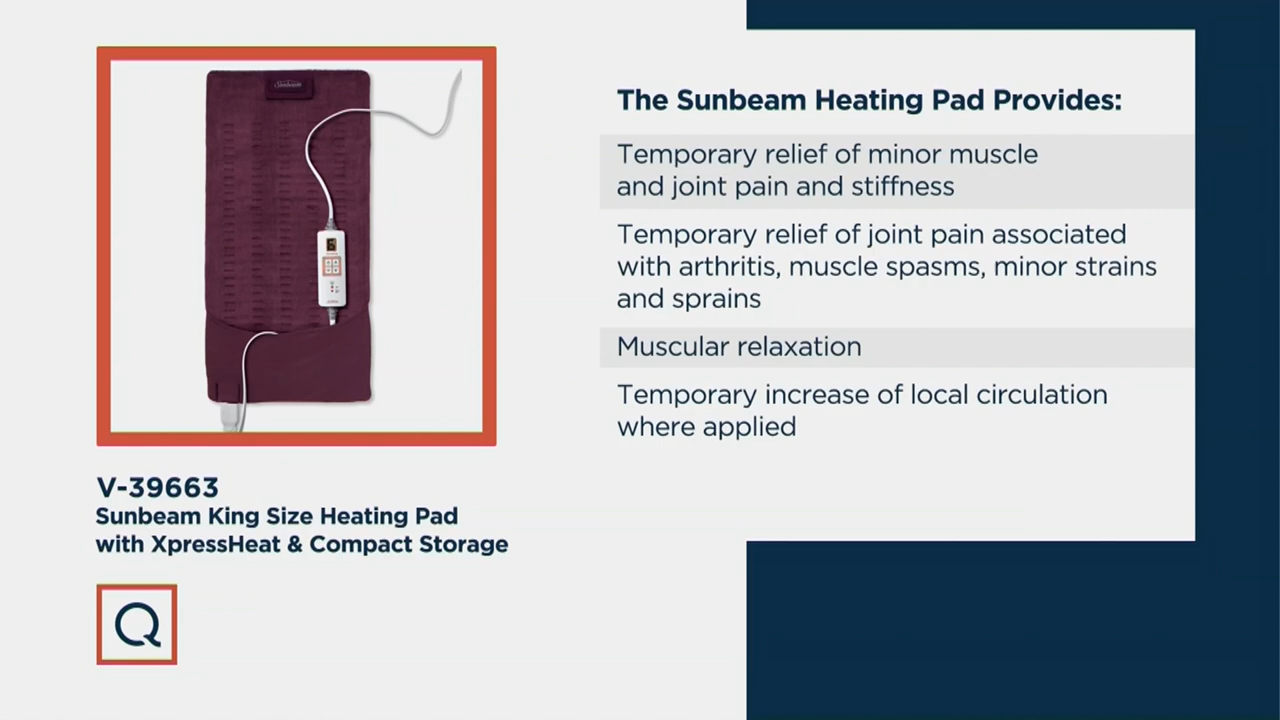 The Sunbeam Heating Pad Provides:
Temporary relief of minor muscle
and joint pain and stiffness
Temporary relief of joint pain associated
with arthritis, muscle spasms, minor strains
and sprains
Muscular relaxation
Temporary increase of local circulation
where applied
Sunbeam
V-39663
Sunbeam King Size Heating Pad
with XpressHeat & Compact Storage
Q